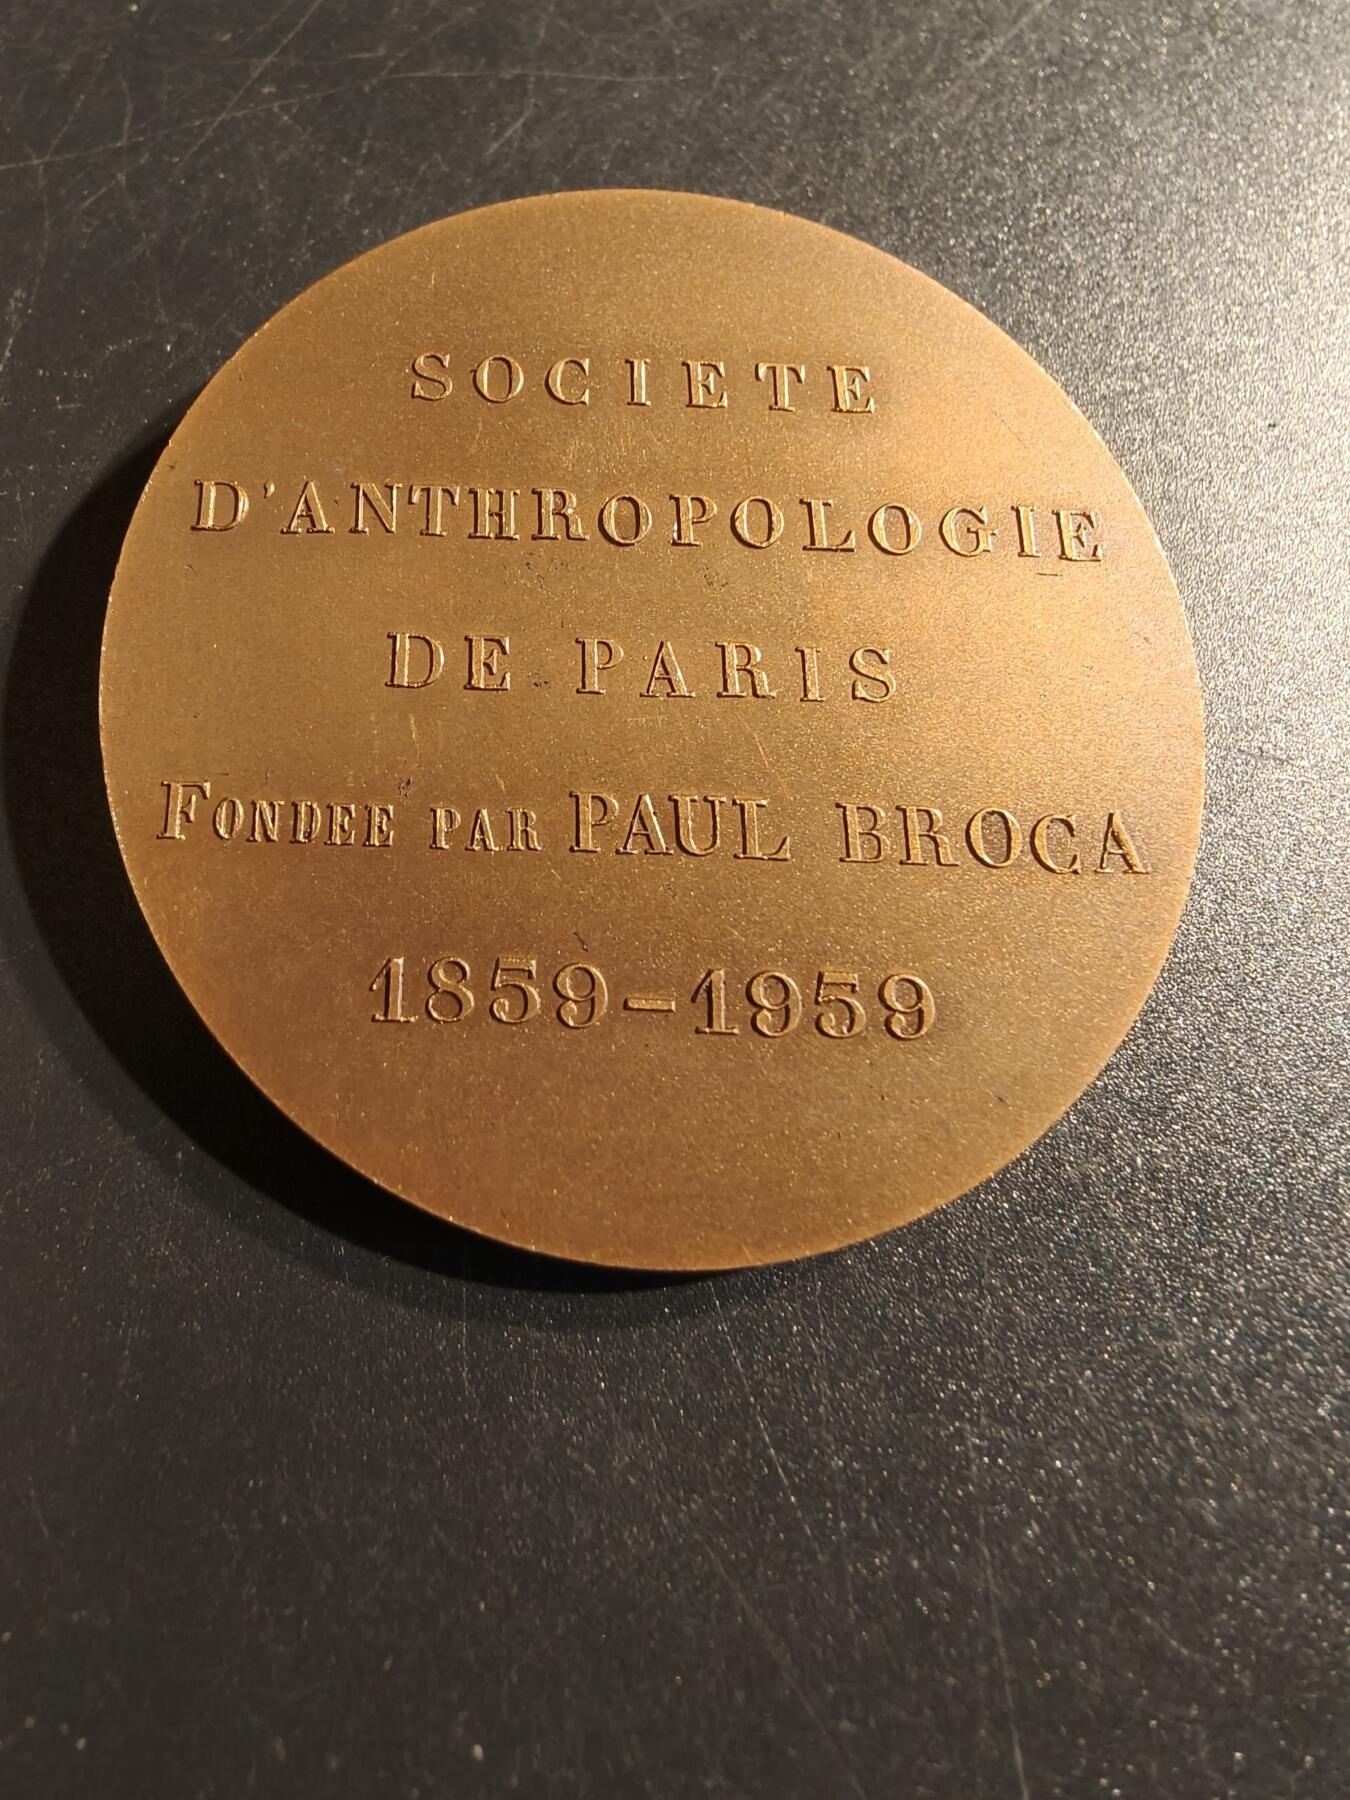 SOCIETE
D'ANTHROPOLOGIE
DE PARIS
FONDEE PAR PAUL BROCA
1859-1959